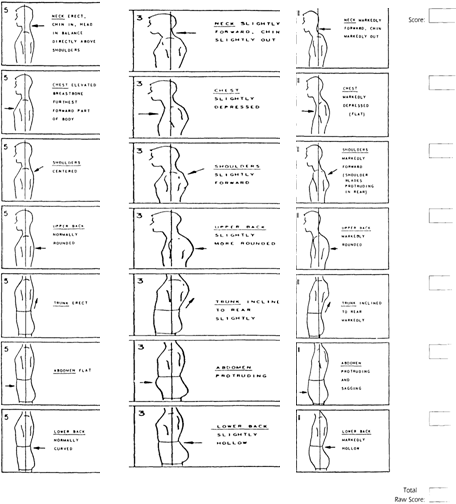 5
NECK ERECT,
CHIN IN, HEAD
IN BALANCE
DIRECTLY ABOVE
SHOULDERS
3
NECK SLIGHTLY
FORWARD, CHIN
SLIGHTLY OUT
1
NECK MARKEDLY
FORWARD, CHIN
MARKEDLY OUT
Score:
5
CHEST ELEVATED
BREASTBONE
FURTHEST
FORWARD PART
OF BODY
3
CHEST
SLIGHTLY
DEPRESSED
1
CHEST
MARKEDLY
DEPRESSED
(FLAT)
5
SHOULDERS
CENTERED
3
SHOULDERS
SLIGHTLY
FORWARD
1
SHOULDERS
MARKEDLY
FORWARD
(SHOULDER
BLADES
PROTRUDING
IN REAR)
5
UPPER BACK
NORMALLY
ROUNDED
3
UPPER BACK
SLIGHTLY
MORE ROUNDED
1
UPPER BACK
MARKEDLY
ROUNDED
5
TRUNK ERECT
3
TRUNK INCLINE
TO REAR
SLIGHTLY
1
TRUNK INCLINED
TO REAR
MARKEDLY
5
ABDOMEN FLAT
3
ABDOMEN
PROTRUDING
1
ABDOMEN
PROTRUDING
AND
SAGGING
5
LOWER BACK
NORMALLY
CURVED
3
LOWER BACK
SLIGHTLY
HOLLOW
1
LOWER BACK
MARKEDLY
HOLLOW
Total
Raw Score: